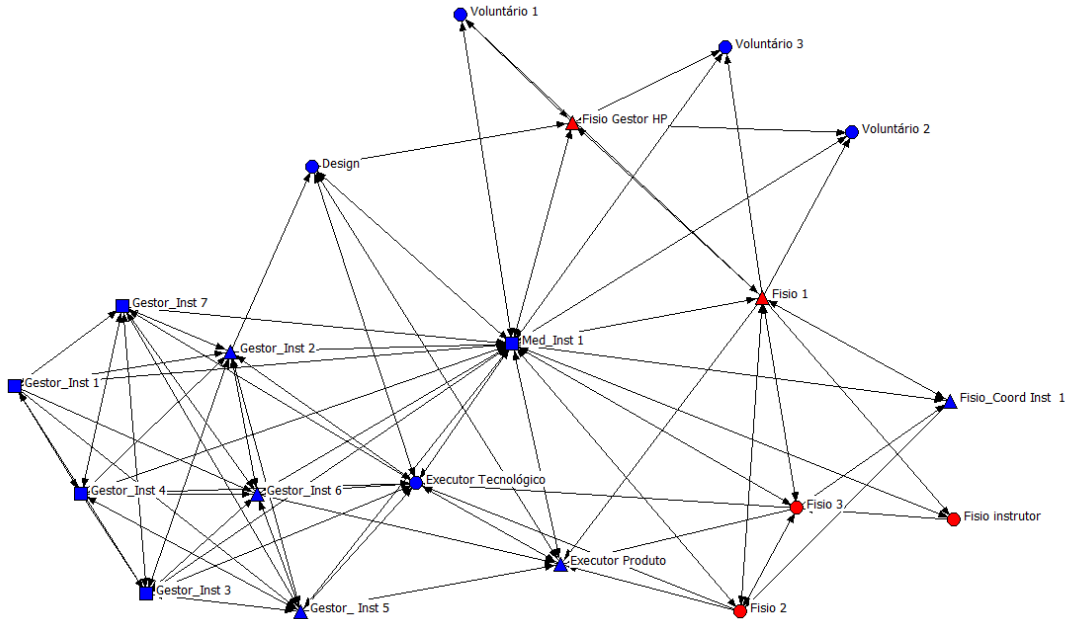 Voluntário 1
Voluntário 3
Fisio Gestor HP
Voluntário 2
Design
Fisio 1
Gestor_Inst 7
Med_Inst 1
Gestor_Inst 2
Gestor_Inst 1
Fisio_Coord Inst  1
Executor Tecnológico
Gestor_Inst 4
Gestor_Inst 6
Fisio 3
Fisio instrutor
Executor Produto
Gestor_Inst 3
Gestor_ Inst 5
Fisio 2